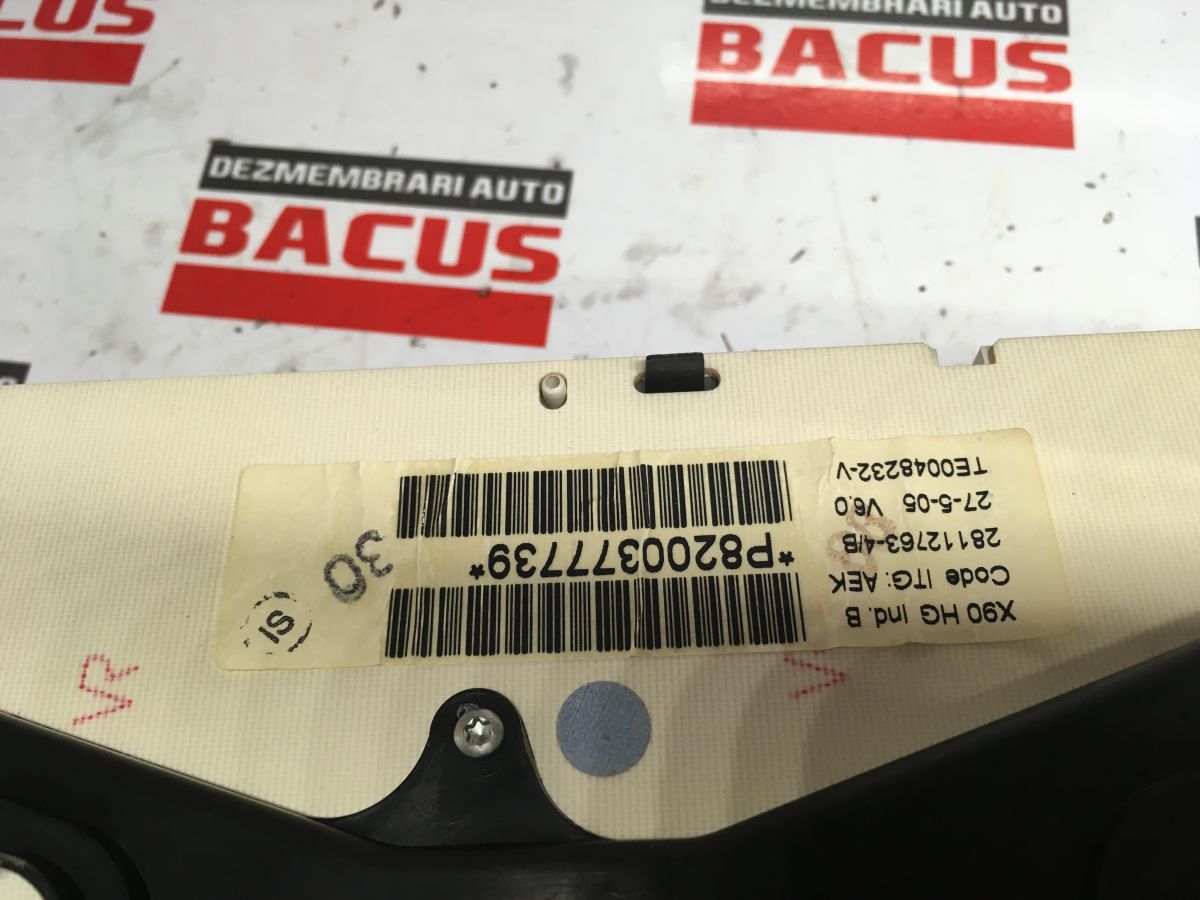 CUS
DEZMEMBRARI AUTO
BACUS
DEZMEMBRARI AUTO
BACUS
X90 HG Ind. B
Code ITG: AEK
28112763-4/B
27-5-05 V6.0
TE0048232-V
*P8200377739*
30
IS
VR